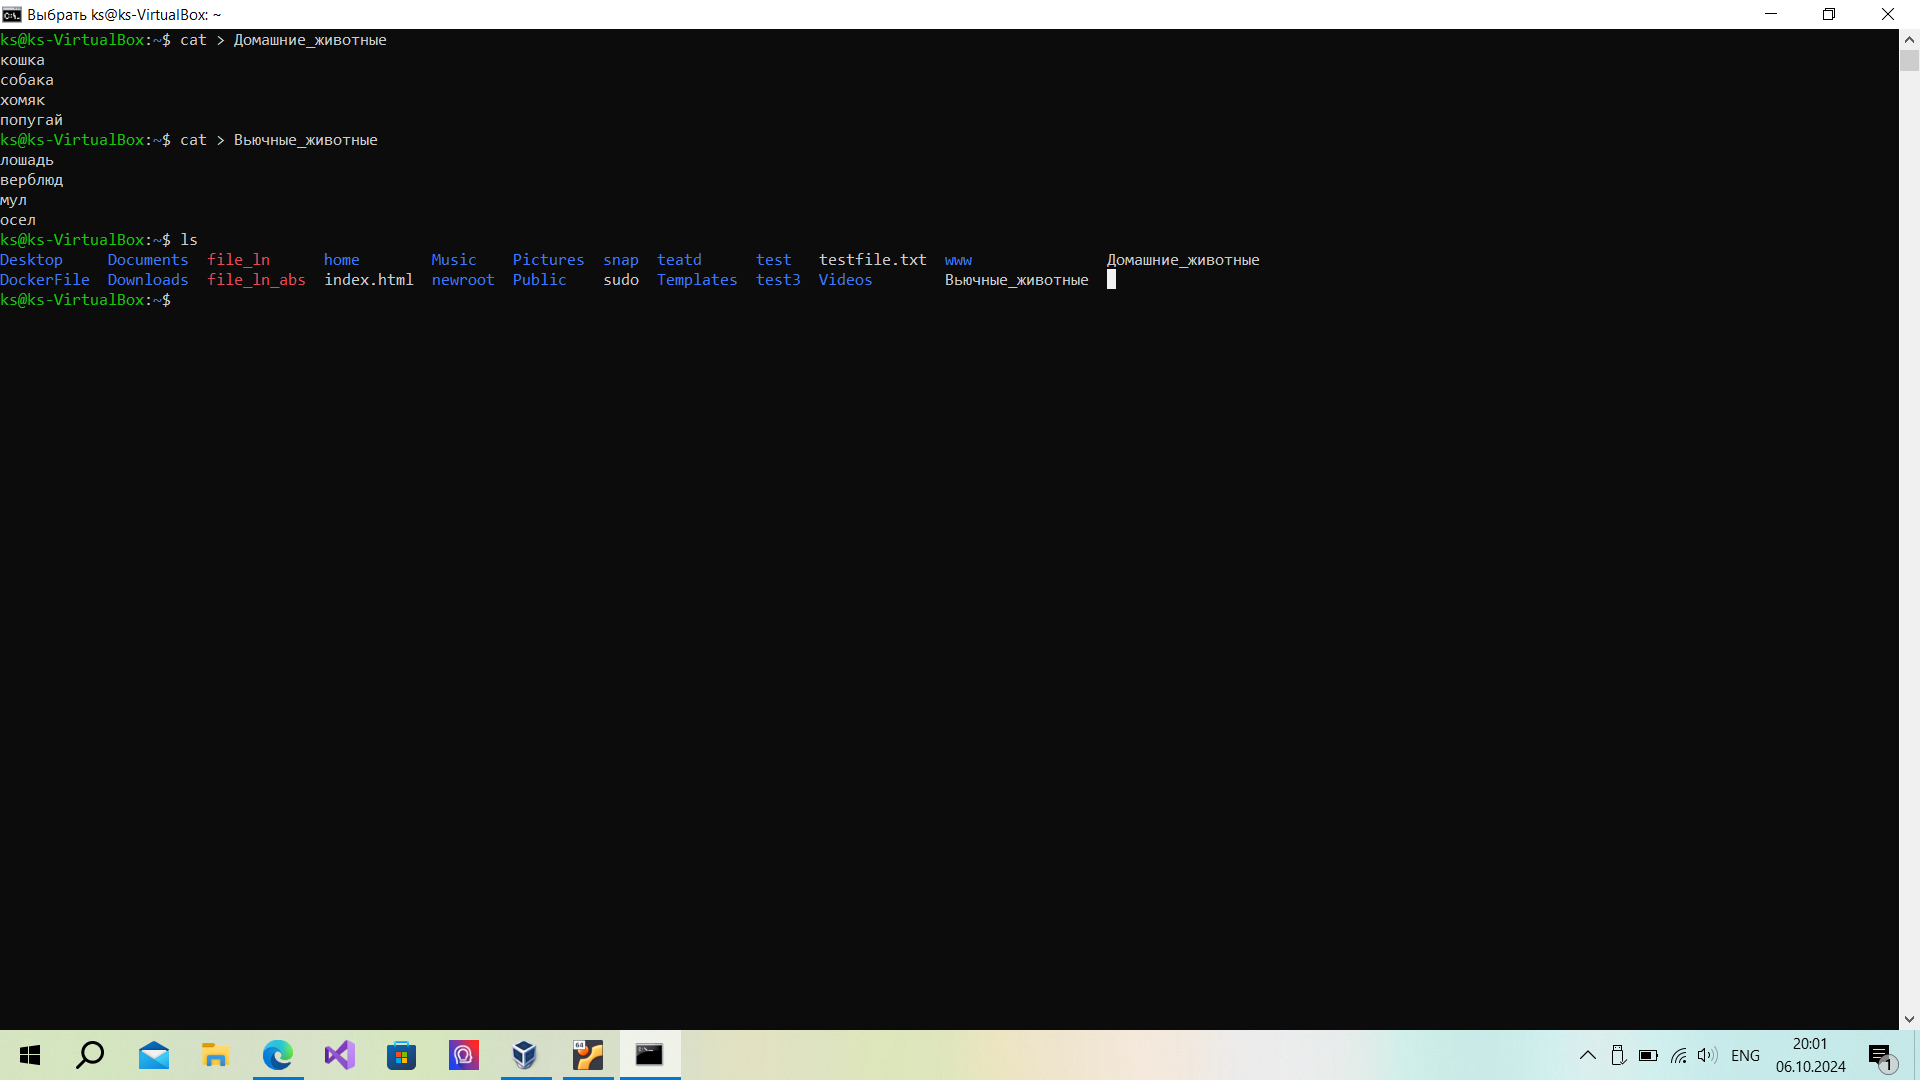 Выбрать ks@ks-VirtualBox: ~
ks@ks-VirtualBox:~$ cat > Домашние_животные
кошка
собака
хомяк
попугай
ks@ks-VirtualBox:~$ cat > Вьючные_животные
лошадь
верблюд
мул
осел
ks@ks-VirtualBox:~$ ls
Desktop Documents file_ln home Music Pictures snap teatd test testfile.txt www Домашние_животные
DockerFile Downloads file_ln_abs index.html newroot Public sudo Templates test3 Videos Вьючные_животные
ks@ks-VirtualBox:~$
64
ENG
20:01
06.10.2024
1